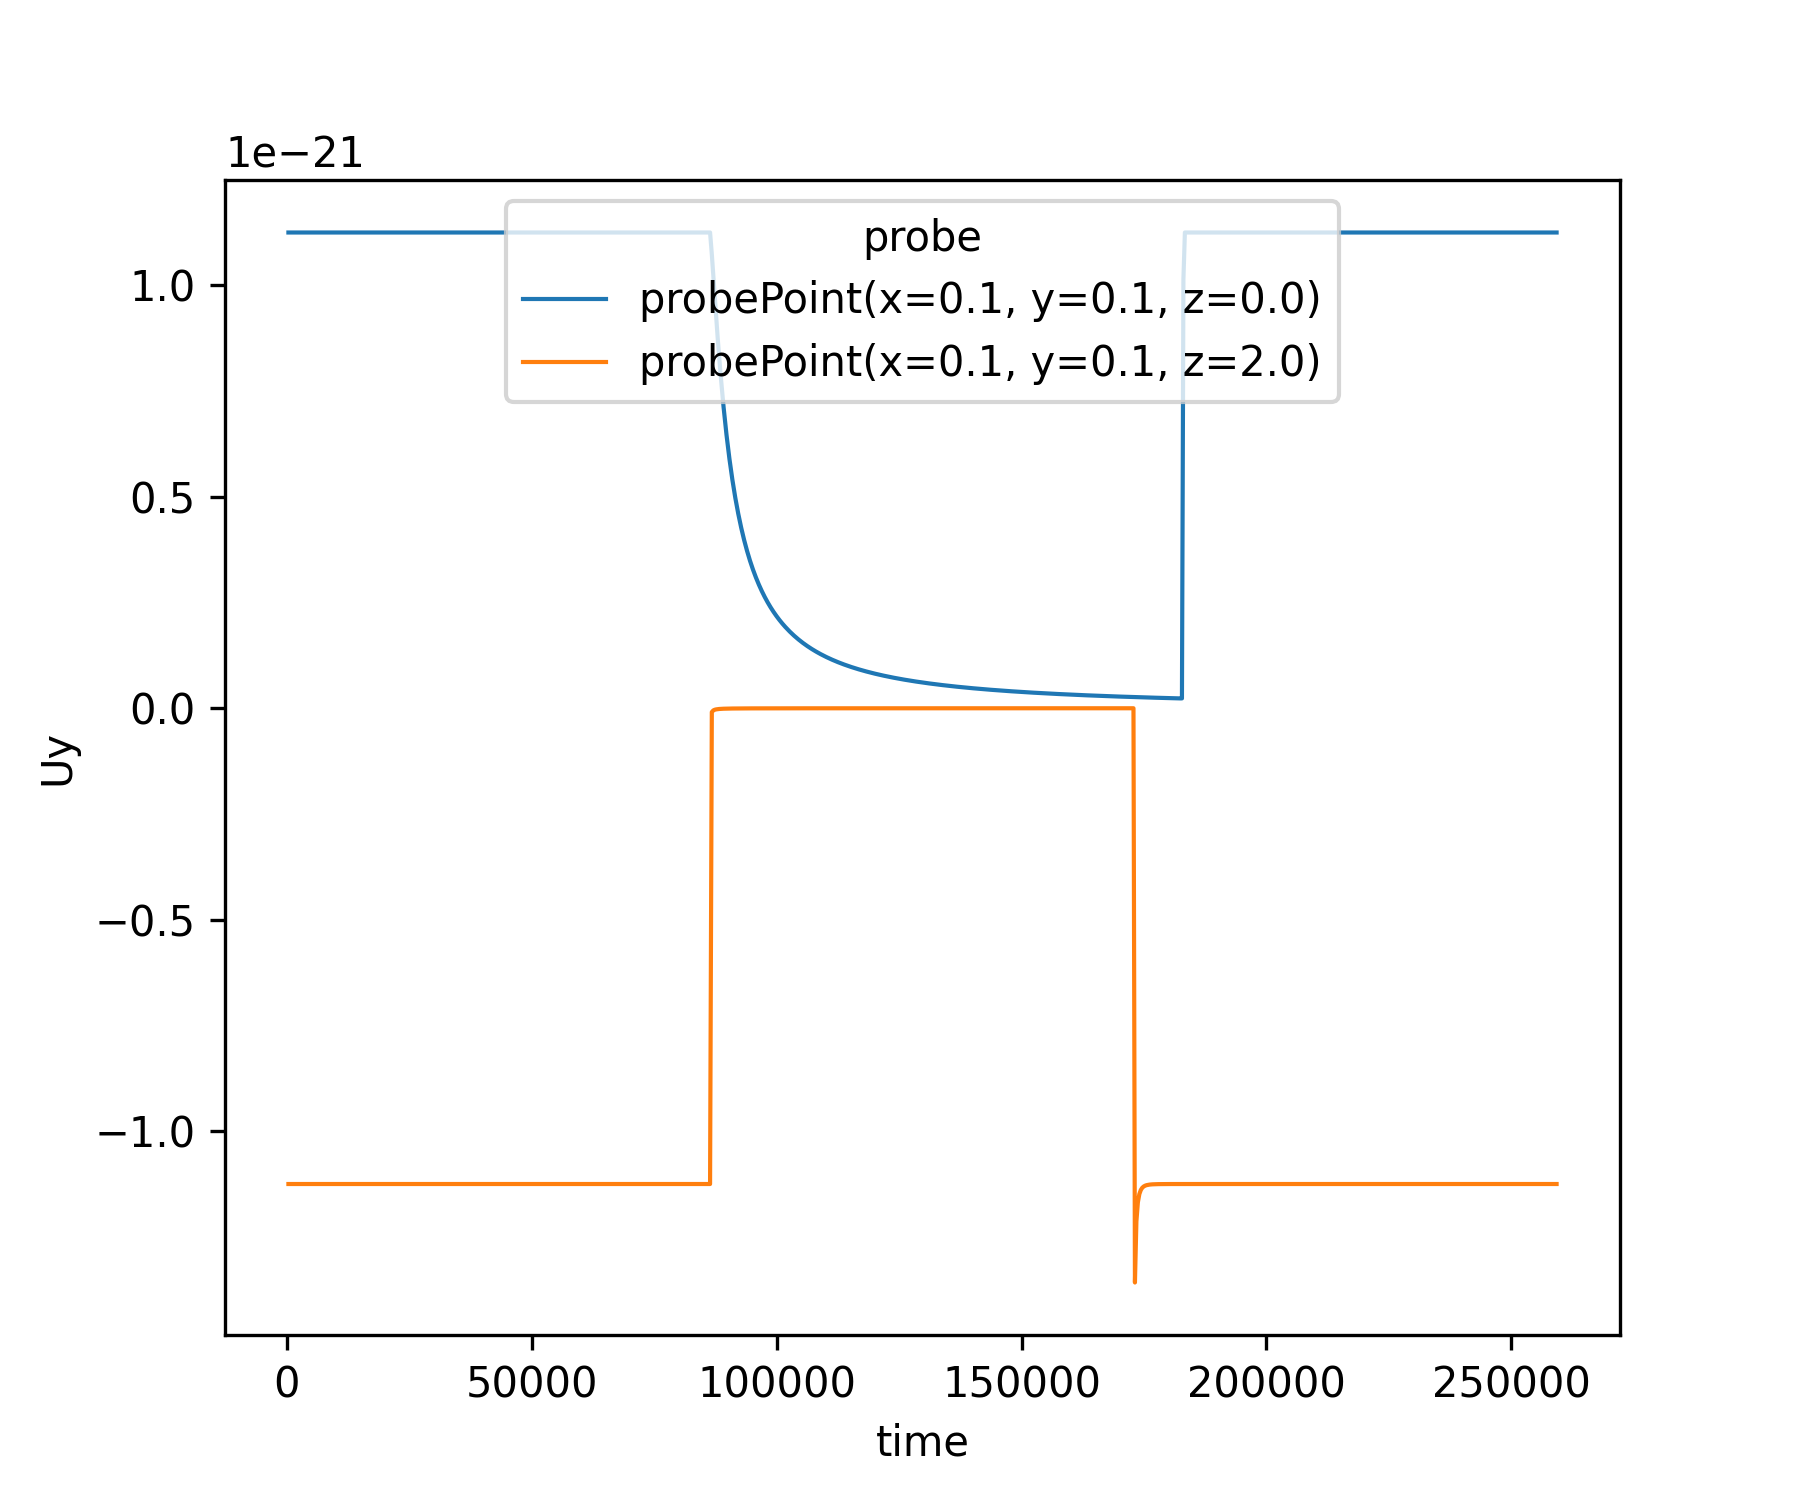 1e−21
probe
probePoint(x=0.1, y=0.1, z=0.0)
probePoint(x=0.1, y=0.1, z=2.0)
1.0
0.5
0.0
−0.5
−1.0
Uy
0 50000 100000 150000 200000 250000
time